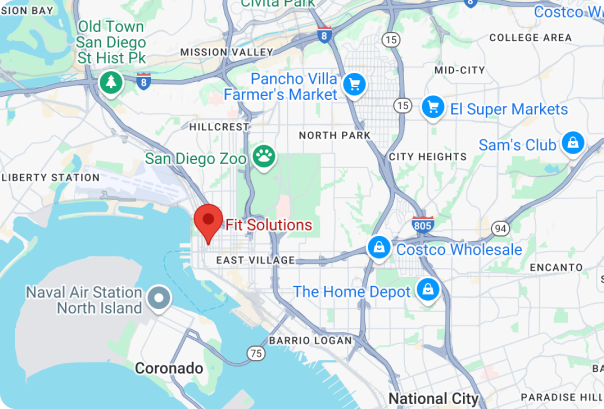 Civita Park
SSION BAY
Costco W
Old Town
San Diego
St Hist Pk
8
15
COLLEGE AREA
MISSION VALLEY
8
Pancho Villa
Farmer's Market
MID-CITY
15
El Super Markets
HILLCREST
NORTH PARK
Sam's Club
San Diego Zoo
CITY HEIGHTS
LIBERTY STATION
Fit Solutions
805
94
EAST VILLAGE
Costco Wholesale
ENCANTO
Naval Air Station
North Island
The Home Depot
BARRIO LOGAN
75
Coronado
BA
National City
PARADISE HILL